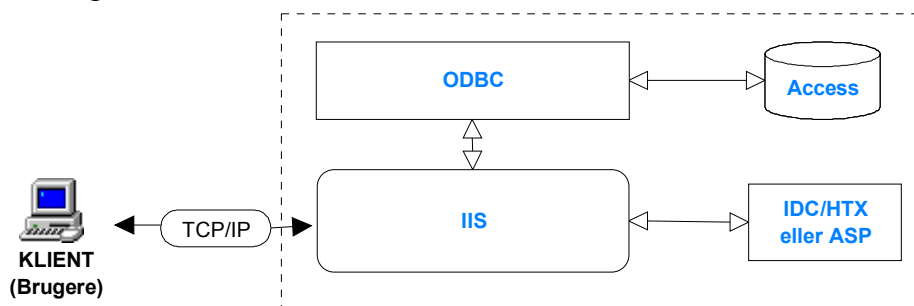 ODBC
Access
TCP/IP
IIS
IDC/HTX
eller ASP
KLIENT
(Brugere)